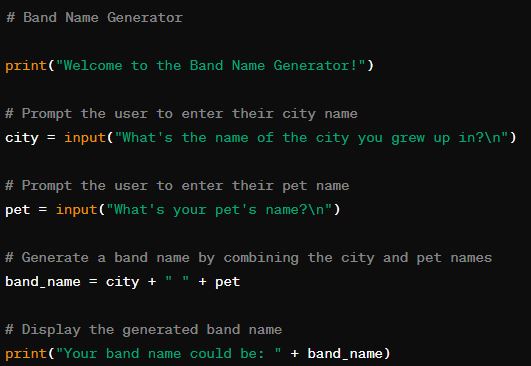 # Band Name Generator
print("Welcome to the Band Name Generator!")
# Prompt the user to enter their city name
city = input("What's the name of the city you grew up in?\n")
# Prompt the user to enter their pet name
pet = input("What's your pet's name?\n")
# Generate a band name by combining the city and pet names
band_name = city + " " + pet
# Display the generated band name
print("Your band name could be: " + band_name)